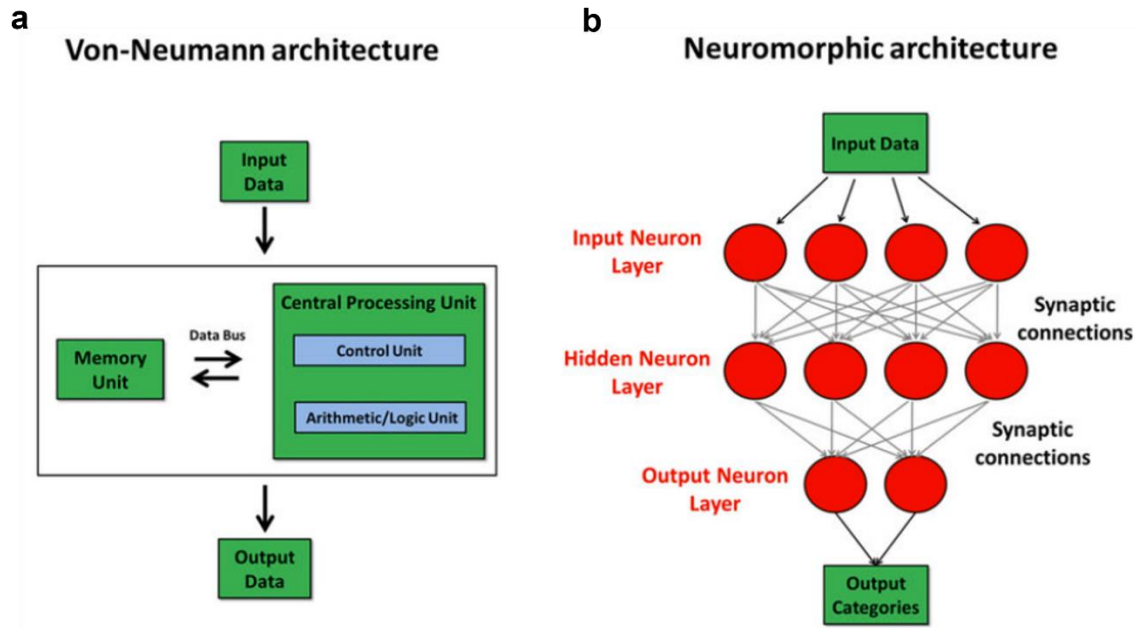 a
Von-Neumann architecture
Input
Data
Central Processing Unit
Data Bus
Memory
Unit
Control Unit
Arithmetic/Logic Unit
Output
Data
b
Neuromorphic architecture
Input Data
Input Neuron
Layer
Synaptic
connections
Hidden Neuron
Layer
Synaptic
connections
Output Neuron
Layer
Output
Categories